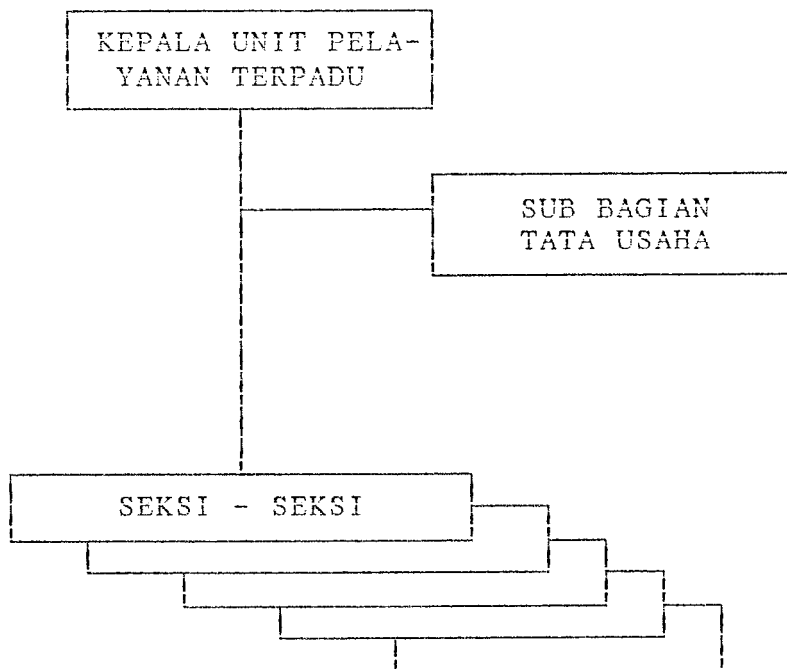 KEPALA UNIT PELA-
YANAN TERPADU
SUB BAGIAN
TATA USAHA
SEKSI - SEKSI